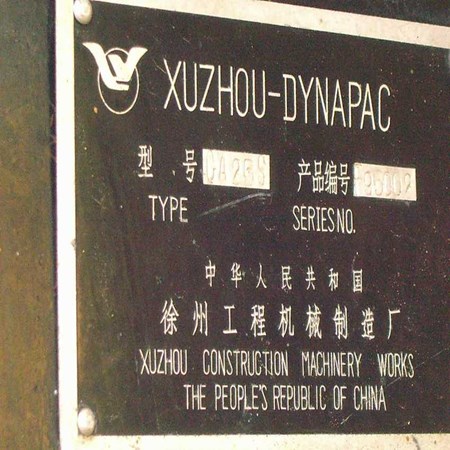 XUZHOU-DYNAPAC
型号 CA25S 产品编号
TYPE SERIES NO.
中华人民共和国
徐州工程机械制造厂
XUZHOU CONSTRUCTION MACHINERY WORKS
THE PEOPLE'S REPUBLIC OF CHINA